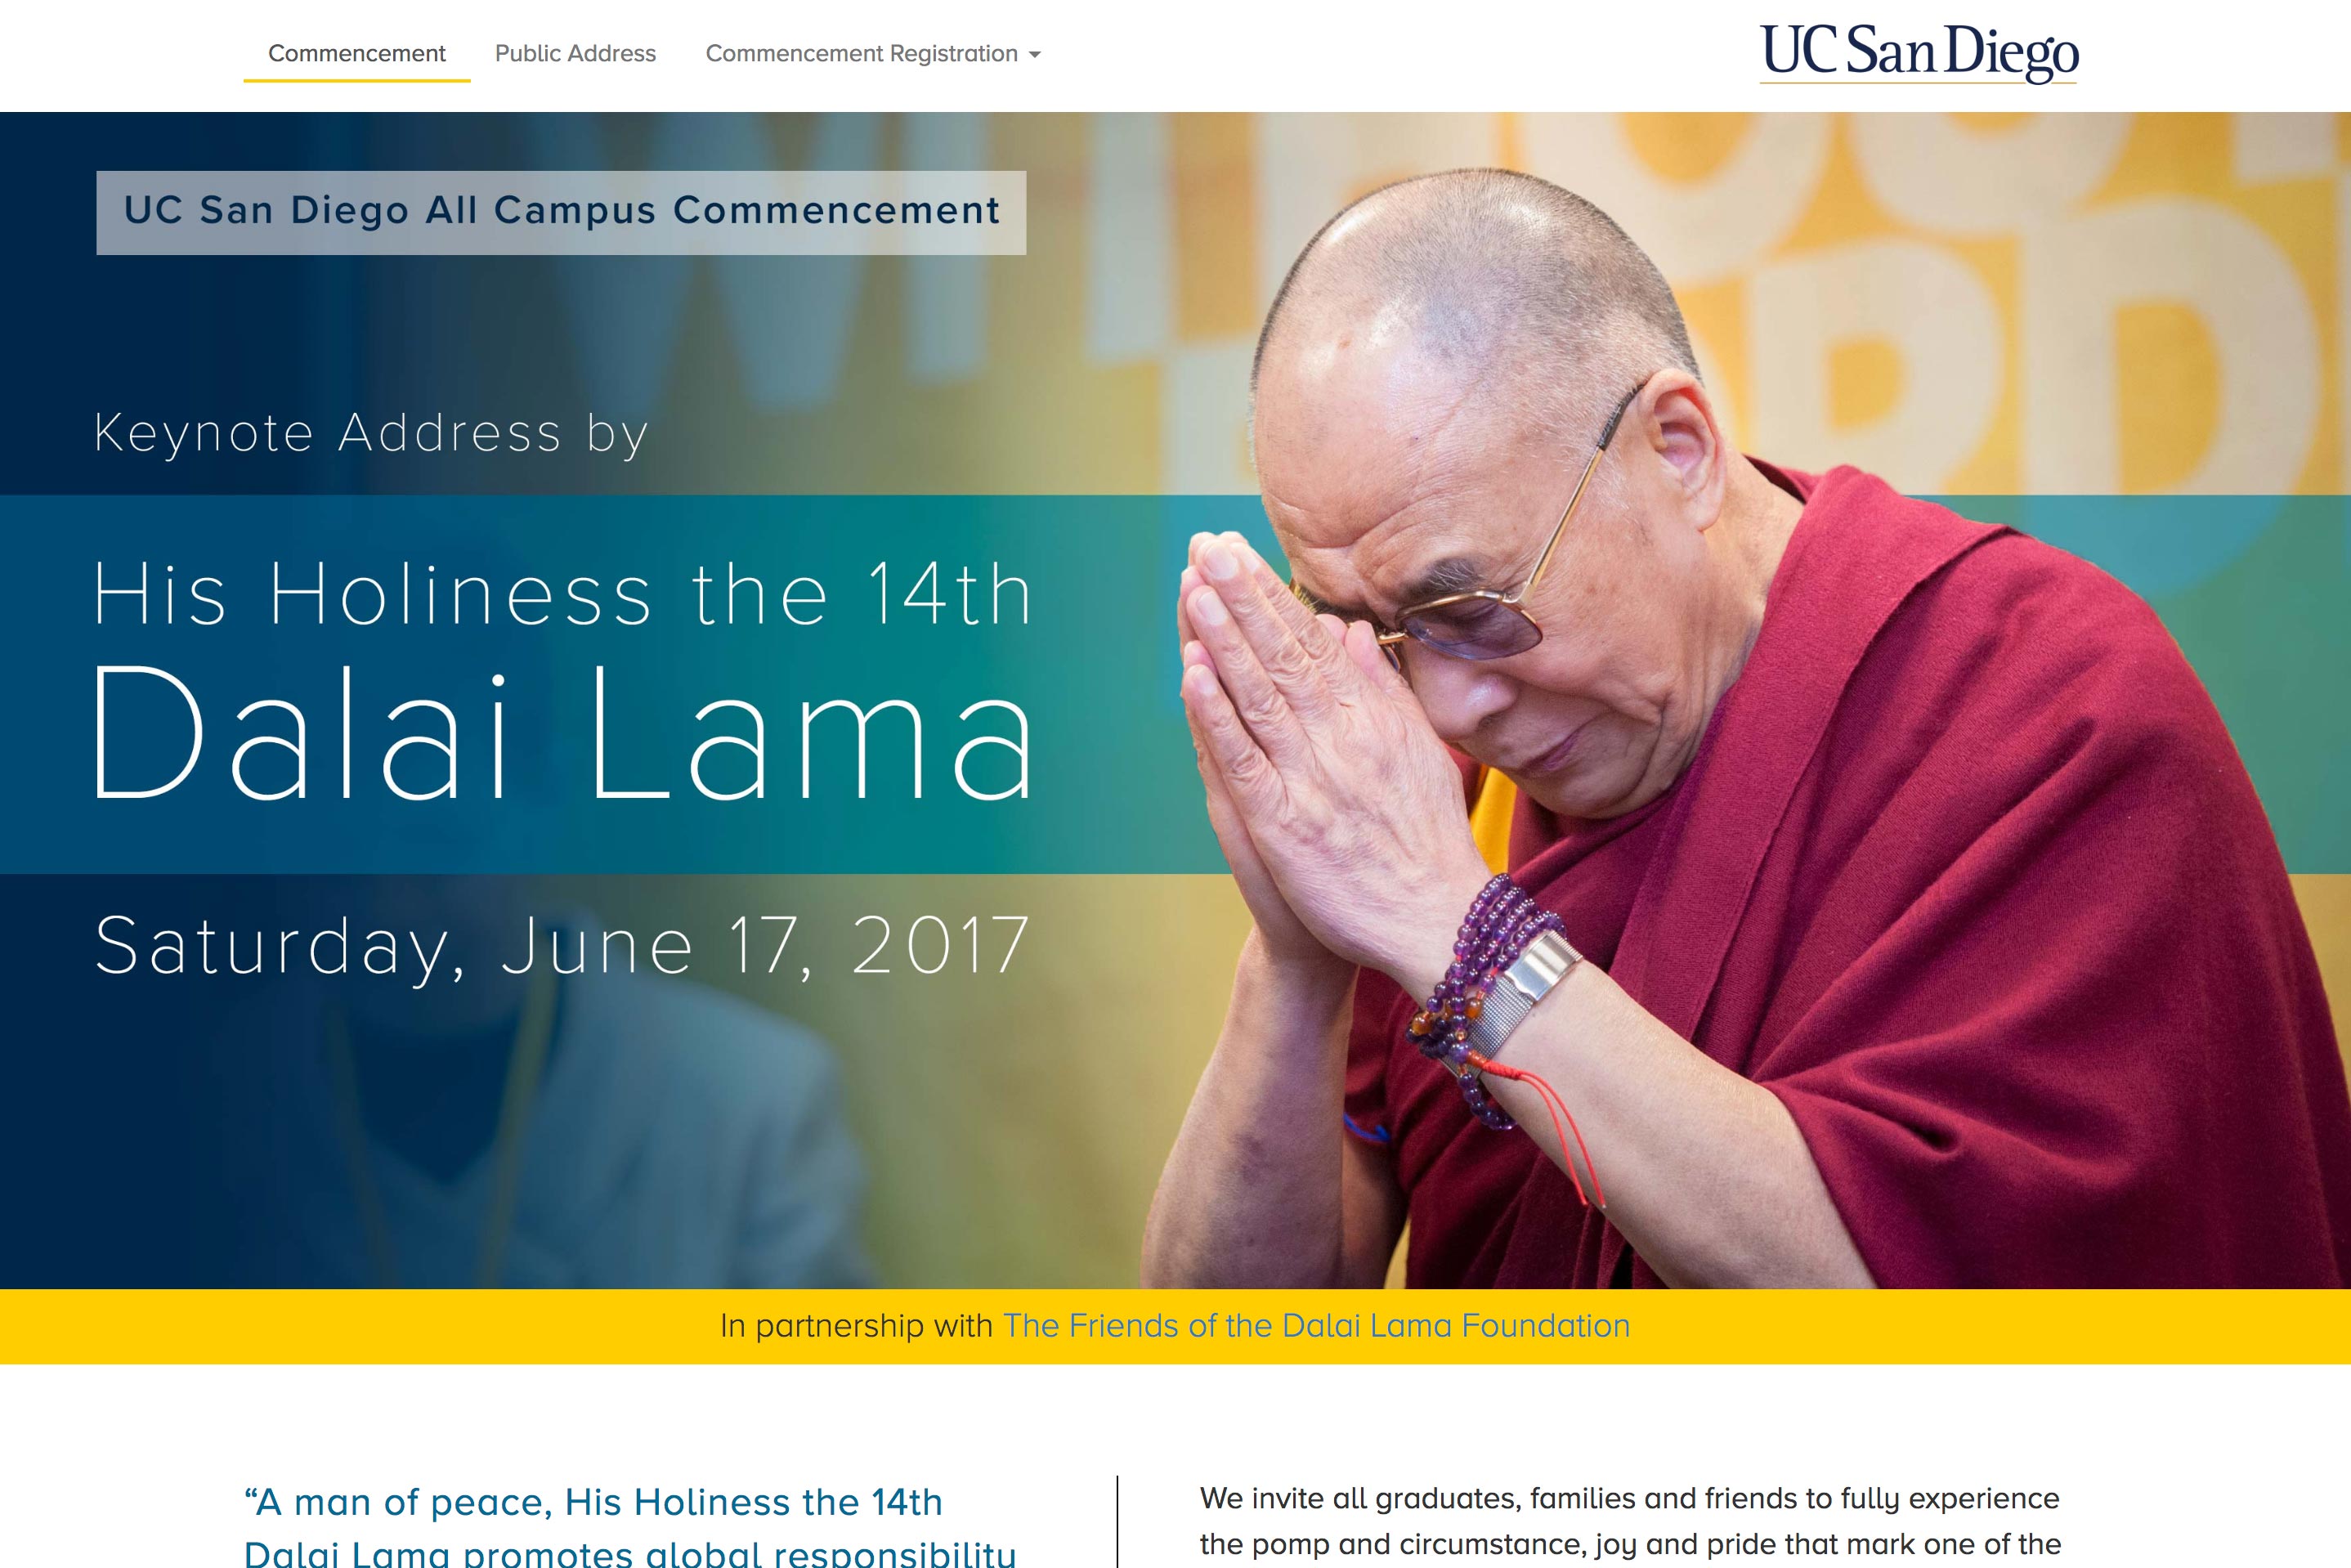 Commencement
Public Address
Commencement Registration
UC San Diego
UC San Diego All Campus Commencement
Keynote Address by
His Holiness the 14th
Dalai Lama
Saturday, June 17, 2017
In partnership with The Friends of the Dalai Lama Foundation
“A man of peace, His Holiness the 14th
Dalai Lama promotes global responsibility
We invite all graduates, families and friends to fully experience
the pomp and circumstance, joy and pride that mark one of the